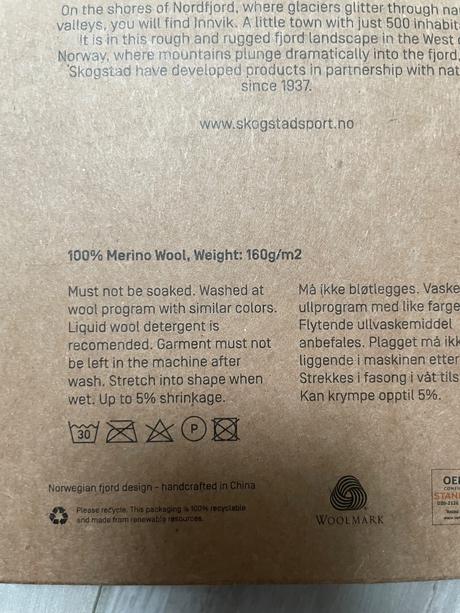 On the shores of Nordfjord, where glaciers glitter through
valleys, you will find Innvik. A little town with just 500
It is in this rough and rugged fjord landscape in the West
Norway, where mountains plunge dramatically into the fjord,
Skogstad have developed products in partnership with
since 1937.
www.skogstadsport.no
100% Merino Wool, Weight: 160g/m2
Must not be soaked. Washed at
wool program with similar colors.
Liquid wool detergent is
recomended. Garment must not
be left in the machine after
wash. Stretch into shape when
wet. Up to 5% shrinkage.
Må ikke bløtlegges. Vaske
ullprogram med like farge
Flytende ullvaskemiddel
anbefales. Plagget må ikk
liggende i maskinen etter
Strekkes i fasong i våt tils
Kan krympe opptil 5%.
30 P
Norwegian fjord design - handcrafted in China
Please recycle. This packaging is 100% recyclable
and made from renewable resources.
WOOLMARK
OE
STAN